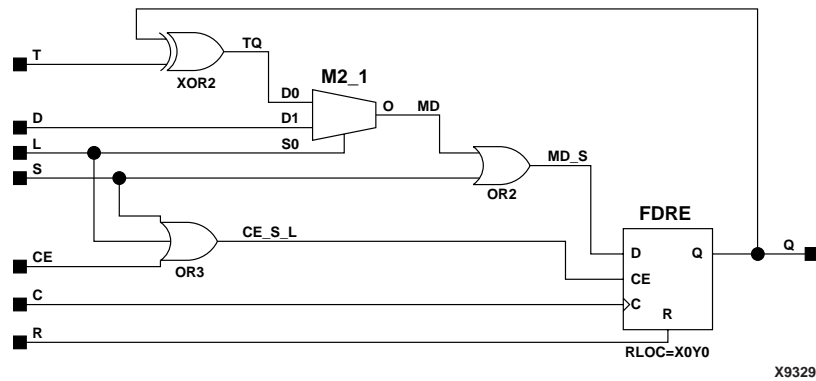 T
TQ
XOR2
M2_1
D0
D
D1
O
MD
L
S0
S
MD_S
OR2
FDRE
CE_S_L
Q
D
Q
CE
OR3
CE
C
C
R
R
RLOC=X0Y0
X9329